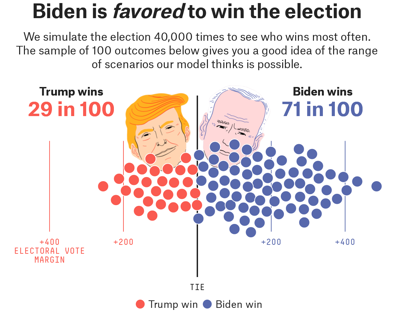 Biden is favored to win the election
We simulate the election 40,000 times to see who wins most often.
The sample of 100 outcomes below gives you a good idea of the range
of scenarios our model thinks is possible.
Trump wins
29 in 100
Biden wins
71 in 100
+400
ELECTORAL VOTE
MARGIN
+200
+200
+400
TIE
Trump win
Biden win